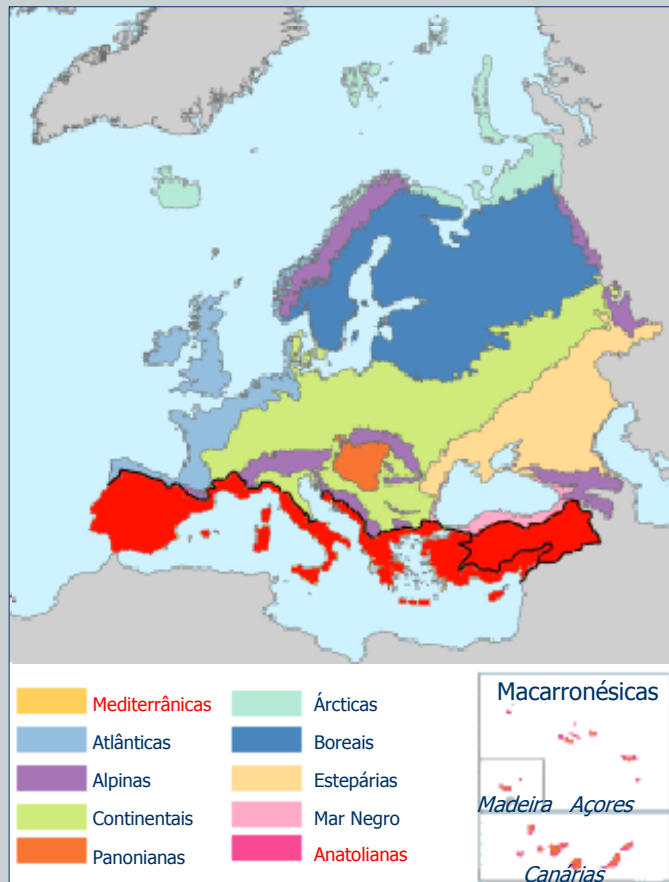 Mediterrânicas
Atlânticas
Alpinas
Continentais
Panonianas
Árcticas
Boreais
Estepárias
Mar Negro
Anatolianas
Macarronésicas
Madeira Açores
Canárias